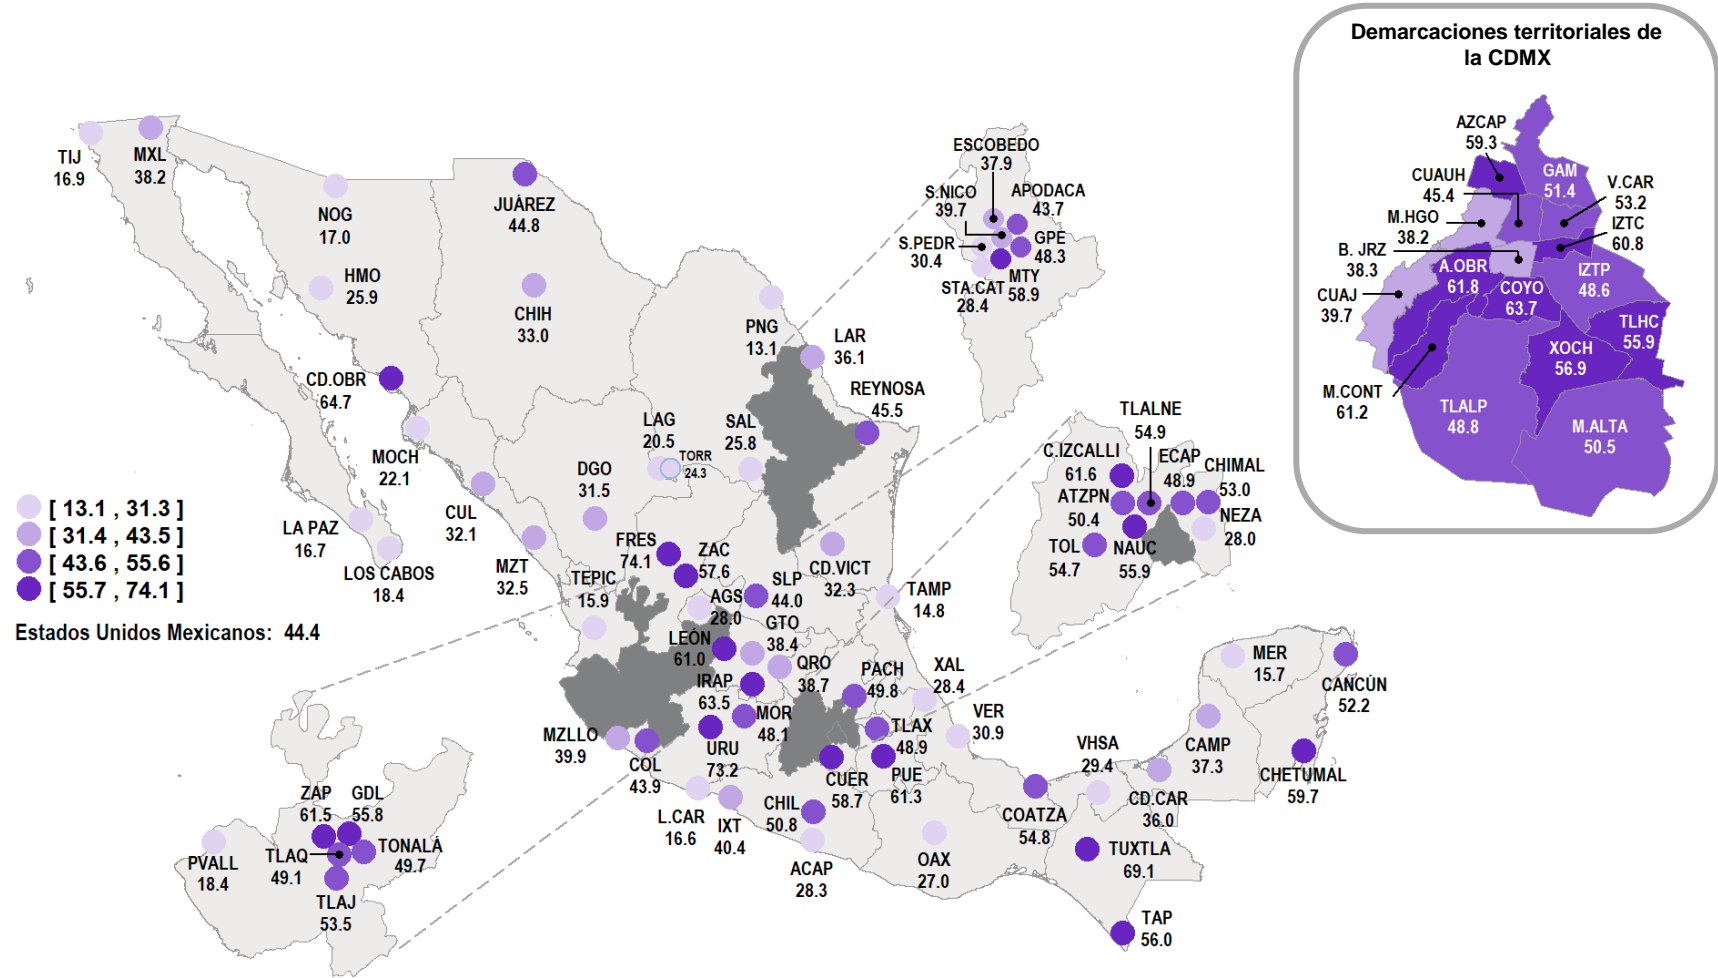 Demarcaciones territoriales de
la CDMX
AZCAP
59.3
CUAUH
45.4
GAM
51.4
V.CAR
53.2
M.HGO
38.2
IZTC
60.8
B. JRZ
38.3
A.OBR
61.8
COYO
63.7
IZTP
48.6
CUAJ
39.7
TLHC
55.9
XOCH
56.9
M.CONT
61.2
TLALP
48.8
M.ALTA
50.5
TIJ
16.9
MXL
38.2
NOG
17.0
HMO
25.9
JUÁREZ
44.8
CHIH
33.0
CD.OBR
64.7
MOCH
22.1
CUL
32.1
LA PAZ
16.7
LOS CABOS
18.4
MZT
32.5
DGO
31.5
LAG
20.5
TORR
24.3
SAL
25.8
PNG
13.1
LAR
36.1
REYNOSA
45.5
ESCOBEDO
37.9
S.NICO
39.7
APODACA
43.7
S.PEDR
30.4
GPE
48.3
STA.CAT
28.4
MTY
58.9
TLALNE
54.9
C.IZCALLI
61.6
ECAP
48.9
CHIMAL
53.0
ATZPN
50.4
NEZA
28.0
TOL
54.7
NAUC
55.9
[ 13.1 , 31.3 ]
[ 31.4 , 43.5 ]
[ 43.6 , 55.6 ]
[ 55.7 , 74.1 ]
Estados Unidos Mexicanos: 44.4
FRES
74.1
ZAC
57.6
TEPIC
15.9
AGS
28.0
SLP
44.0
CD.VICT
32.3
TAMP
14.8
GTO
38.4
LEÓN
61.0
QRO
38.7
IRAP
63.5
PACH
49.8
XAL
28.4
MOR
48.1
TLAX
48.9
VER
30.9
MZLLO
39.9
COL
43.9
URU
73.2
CUER
58.7
PUE
61.3
L.CAR
16.6
IXT
40.4
CHIL
50.8
ACAP
28.3
OAX
27.0
COATZA
54.8
VHSA
29.4
CD.CAR
36.0
CAMP
37.3
MER
15.7
CANCÚN
52.2
CHETUMAL
59.7
TUXTLA
69.1
TAP
56.0
ZAP
61.5
GDL
55.8
PVALL
18.4
TLAQ
49.1
TONALÁ
49.7
TLAJ
53.5